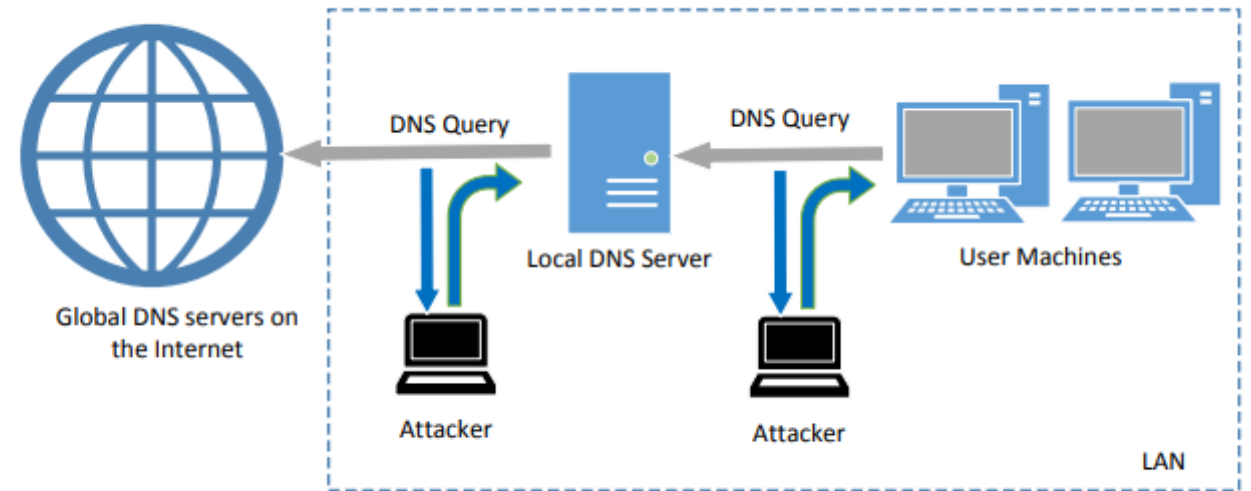 DNS Query
DNS Query
Local DNS Server
User Machines
Global DNS servers on
the Internet
Attacker
Attacker
LAN